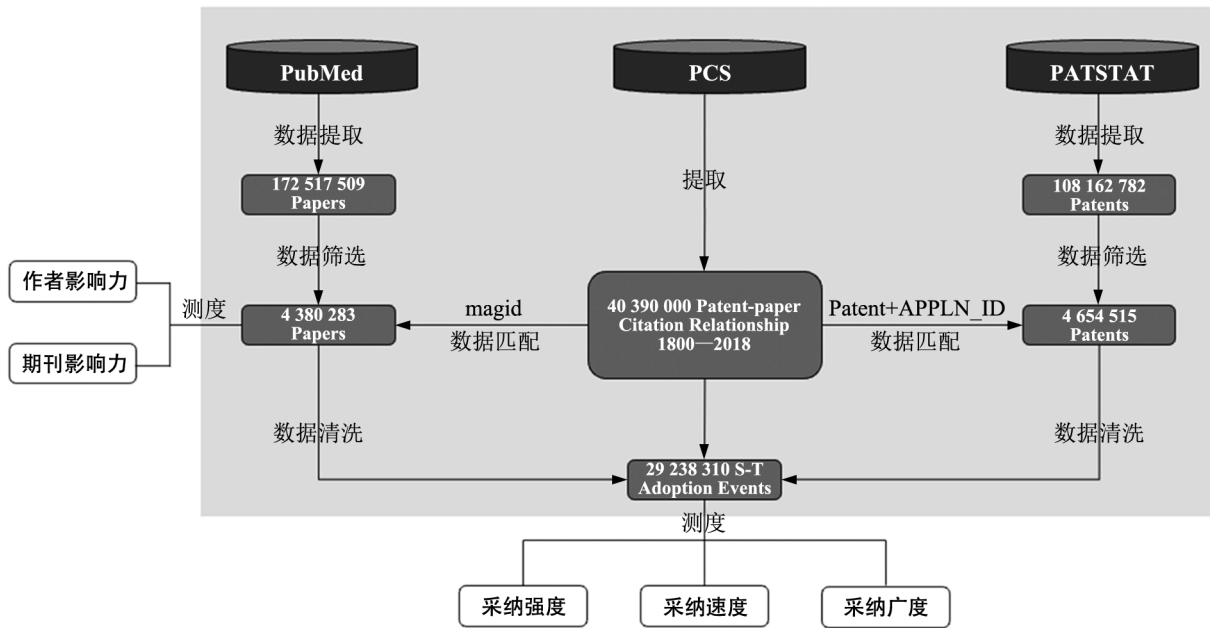 PubMed
PCS
PATSTAT
数据提取
数据提取
172 517 509
Papers
提取
108 162 782
Patents
数据筛选
数据筛选
作者影响力
测度
期刊影响力
4 380 283
Papers
magid
数据匹配
40 390 000 Patent-paper
Citation Relationship
1800—2018
Patent+APPLN_ID
数据匹配
4 654 515
Patents
数据清洗
数据清洗
29 238 310 S-T
Adoption Events
测度
采纳强度
采纳速度
采纳广度